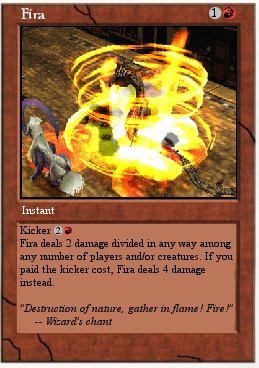 Fira 1
Instant
Kicker 2
Fira deals 2 damage divided in any way among
any number of players and/or creatures. If you
paid the kicker cost, Fira deals 4 damage
instead.
"Destruction of nature, gather in flame! Fire!"
-- Wizard's chant